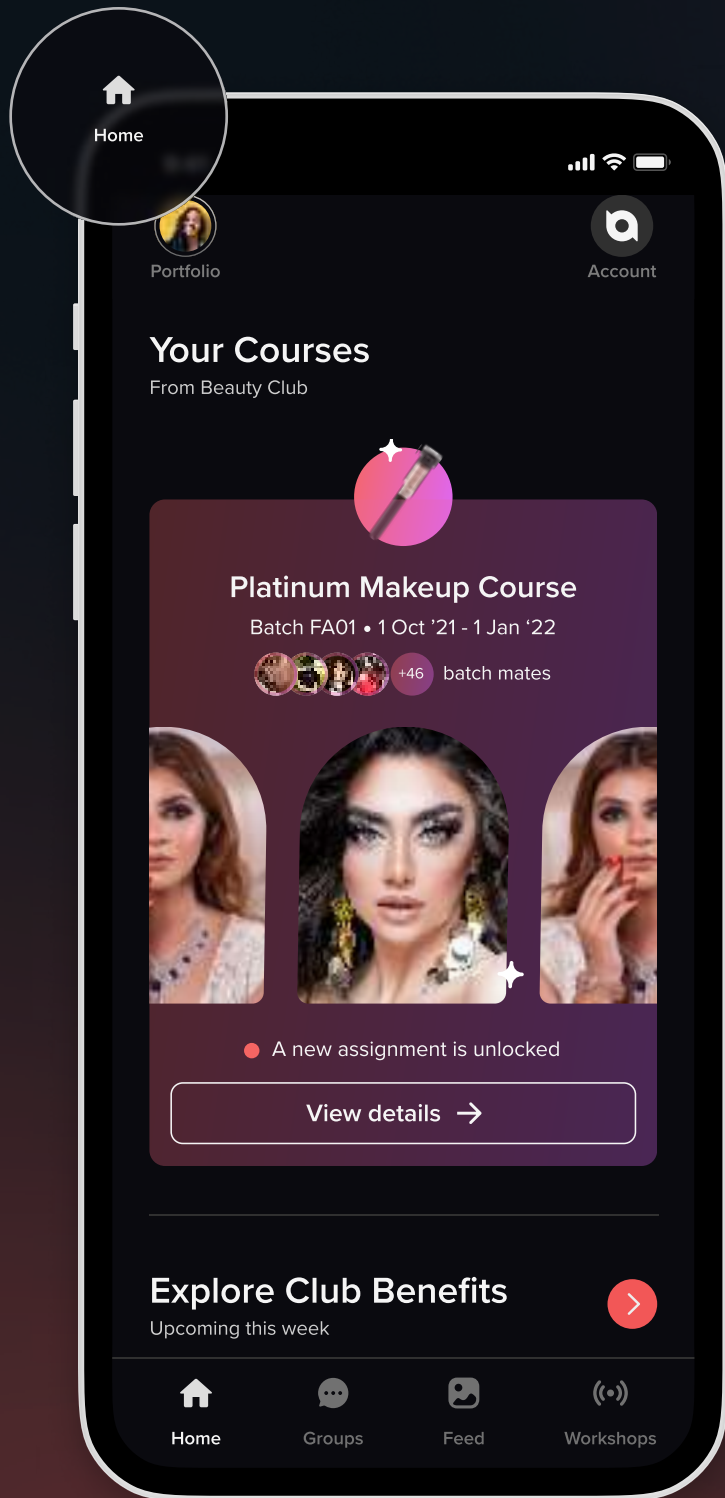 Home
Portfolio
Account
Your Courses
From Beauty Club
Platinum Makeup Course
Batch FA01 • 1 Oct ’21 - 1 Jan ‘22
+46 batch mates
A new assignment is unlocked
View details →
Explore Club Benefits
Upcoming this week
Home
Groups
Feed
Workshops